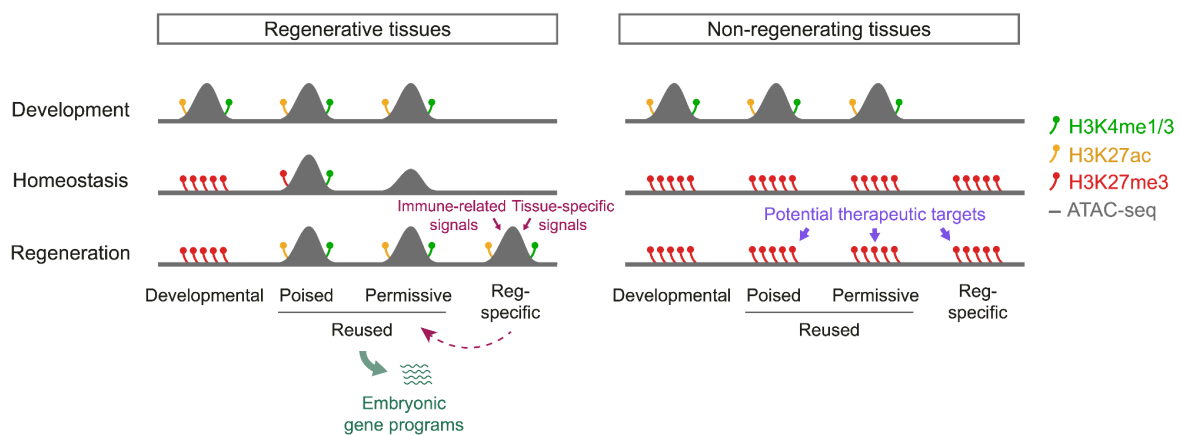 Regenerative tissues
Non-regenerating tissues
Development
H3K4me1/3
H3K27ac
Homeostasis
H3K27me3
Immune-related Tissue-specific
signals signals
Potential therapeutic targets
ATAC-seq
Regeneration
Developmental Poised Permissive Reg-
specific
Reused
Developmental Poised Permissive Reg-
specific
Reused
Embryonic
gene programs